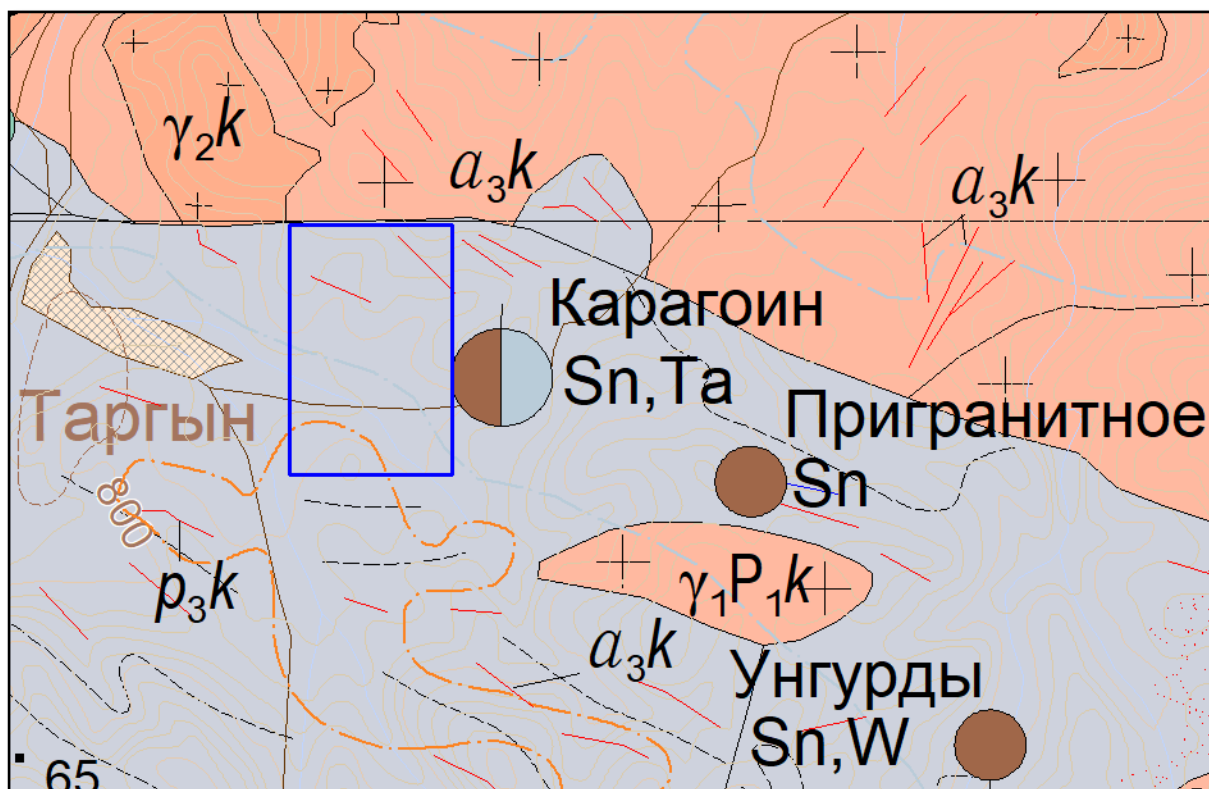 γ₂k
a₃k
a₃k
Карагоин
Sn,Ta
Таргын
Пригранитное
Sn
800
p₃k
γ₁P₁k
a₃k
Унгурды
Sn,W
65